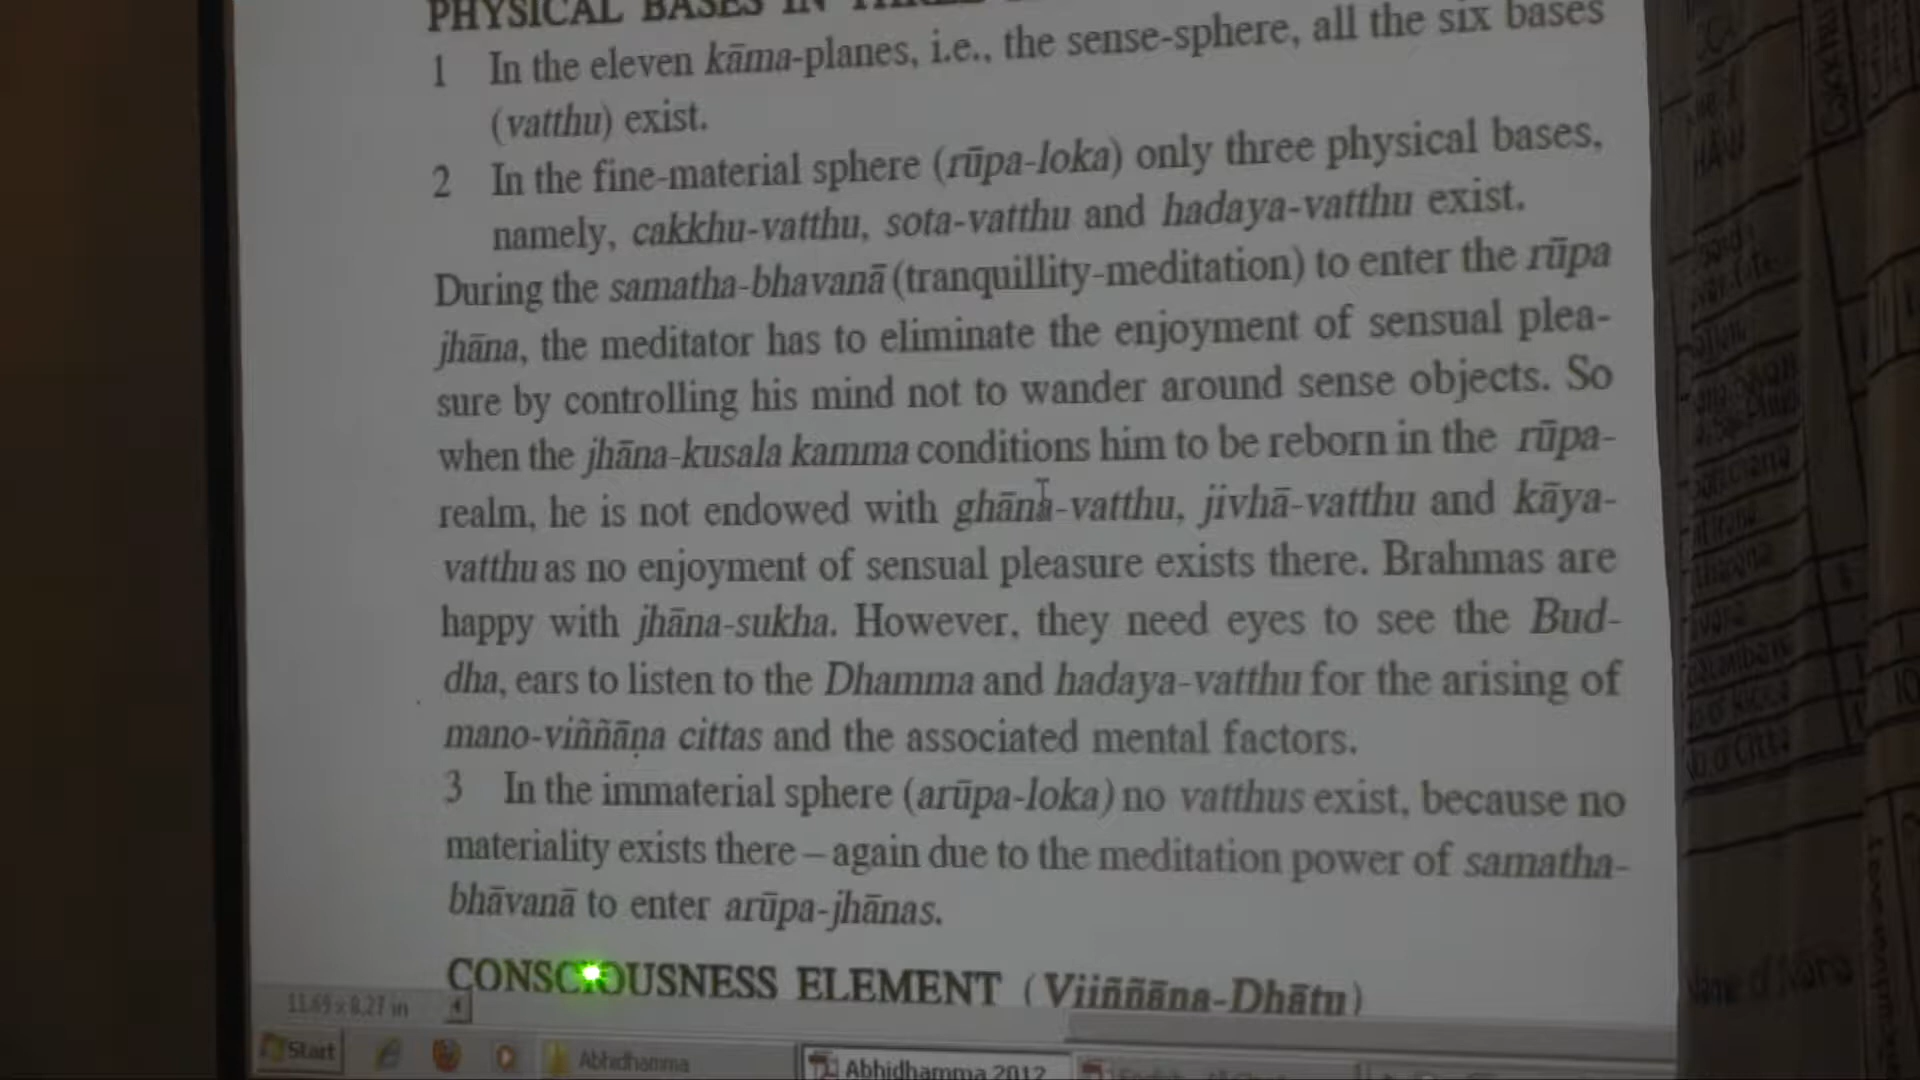 PHYSICAL BASES IN THREE
1 In the eleven kāma-planes, i.e., the sense-sphere, all the six bases
(vatthu) exist.
2 In the fine-material sphere (rūpa-loka) only three physical bases,
namely, cakkhu-vatthu, sota-vatthu and hadaya-vatthu exist.
During the samatha-bhavanā (tranquillity-meditation) to enter the rūpa
jhāna, the meditator has to eliminate the enjoyment of sensual plea-
sure by controlling his mind not to wander around sense objects. So
when the jhāna-kusala kamma conditions him to be reborn in the rūpa-
realm, he is not endowed with ghāna-vatthu, jivhā-vatthu and kāya-
vatthu as no enjoyment of sensual pleasure exists there. Brahmas are
happy with jhāna-sukha. However, they need eyes to see the Bud-
dha, ears to listen to the Dhamma and hadaya-vatthu for the arising of
mano-viññāṇa cittas and the associated mental factors.
3 In the immaterial sphere (arūpa-loka) no vatthus exist, because no
materiality exists there – again due to the meditation power of samatha-
bhāvanā to enter arūpa-jhānas.
CONSCIOUSNESS ELEMENT (Viiññāna-Dhātu)
11.69 x 8.27 in
Start Abhidhamma Abhidhamma 2012